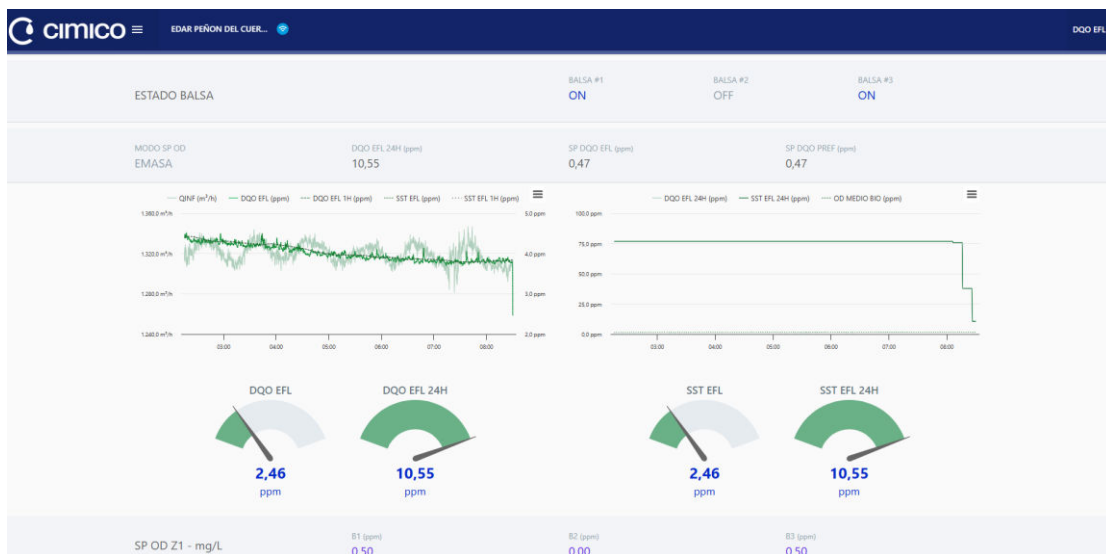 cimico
EDAR PEÑON DEL CUER...
DQO EFL
ESTADO BALSA
BALSA #1
ON
BALSA #2
OFF
BALSA #3
ON
MODO SP OD
EMASA
DQO EFL 24H (ppm)
10,55
SP DQO EFL (ppm)
0,47
SP DQO PREF (ppm)
0,47
QINF (m³/h) DQO EFL (ppm) DQO EFL 1H (ppm) SST EFL (ppm) SST EFL 1H (ppm)
1.360,0 m³/h
1.320,0 m³/h
1.280,0 m³/h
1.240,0 m³/h
5,0 ppm
4,0 ppm
3,0 ppm
2,0 ppm
03:00 04:00 05:00 06:00 07:00 08:00
DQO EFL 24H (ppm) SST EFL 24H (ppm) OD MEDIO BIO (ppm)
100,0 ppm
75,0 ppm
50,0 ppm
25,0 ppm
0,0 ppm
03:00 04:00 05:00 06:00 07:00 08:00
DQO EFL
2,46
ppm
DQO EFL 24H
10,55
ppm
SST EFL
2,46
ppm
SST EFL 24H
10,55
ppm
SP OD Z1 - mg/L
B1 (ppm)
0,50
B2 (ppm)
0,00
B3 (ppm)
0,50